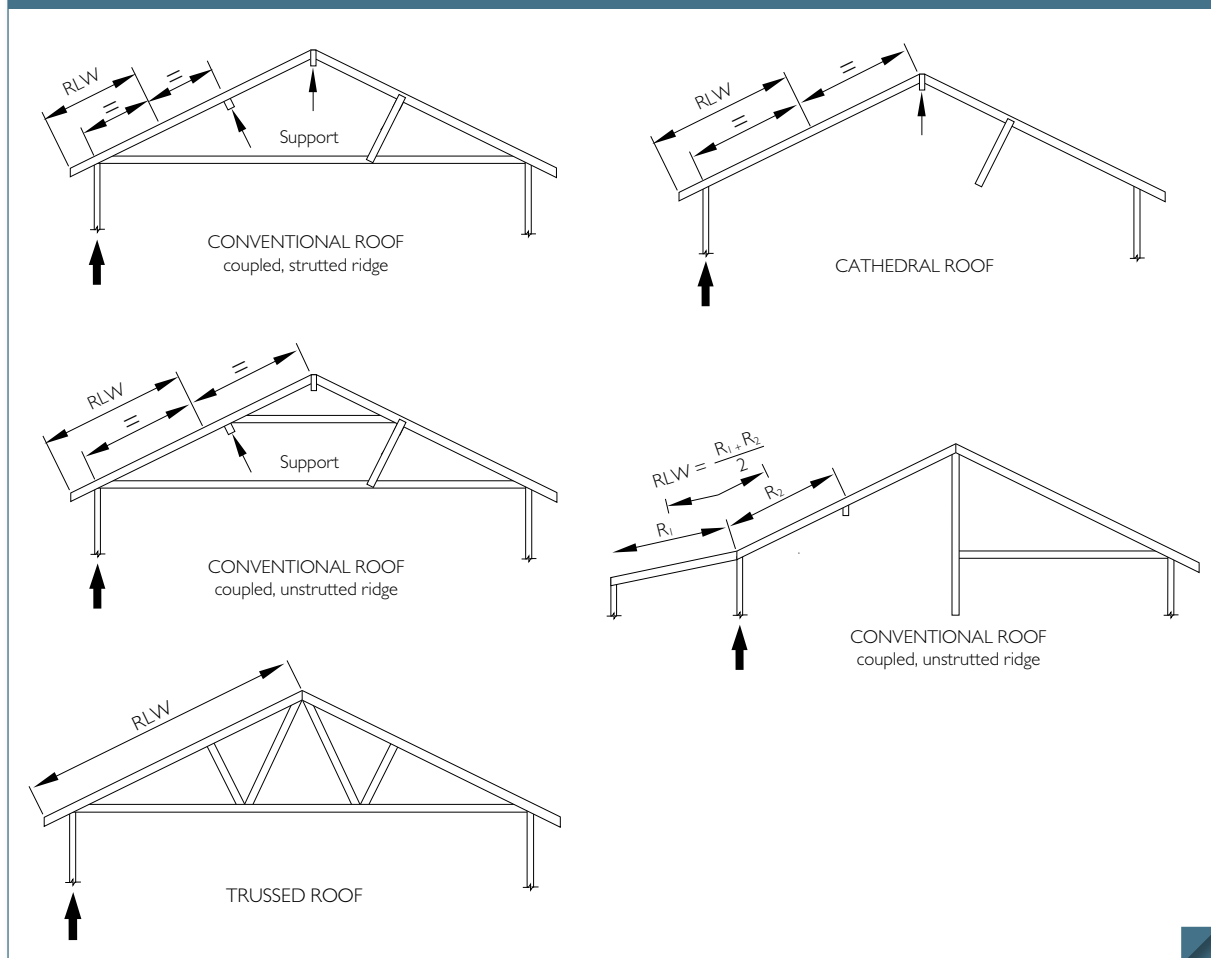 RLW
=
=
Support
CONVENTIONAL ROOF
coupled, strutted ridge
RLW
=
=
CATHEDRAL ROOF
RLW
=
=
Support
CONVENTIONAL ROOF
coupled, unstrutted ridge
RLW = R₁ + R₂
2
R₁
R₂
CONVENTIONAL ROOF
coupled, unstrutted ridge
RLW
TRUSSED ROOF